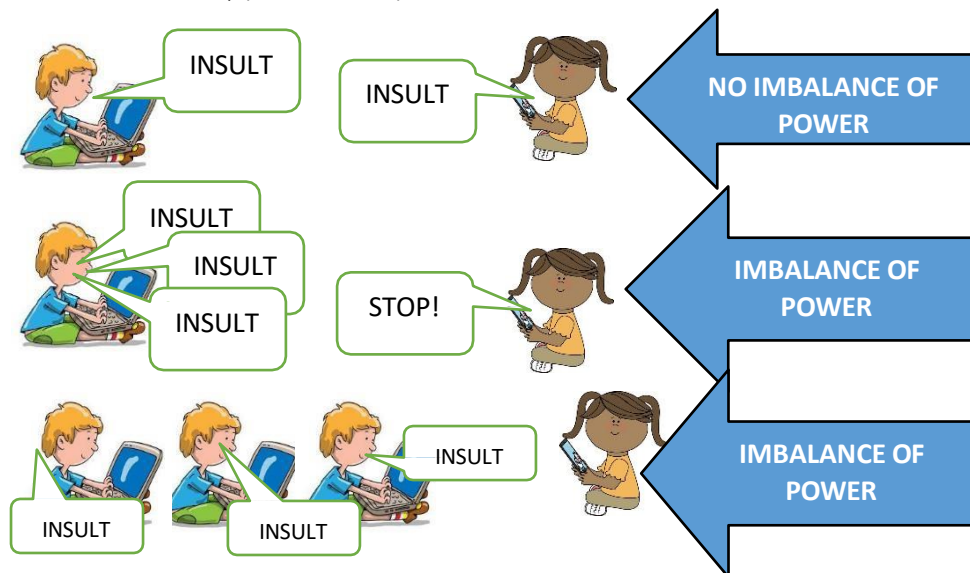 INSULT
INSULT
NO IMBALANCE OF
POWER
INSULT
INSULT
INSULT
STOP!
IMBALANCE OF
POWER
INSULT
INSULT
INSULT
IMBALANCE OF
POWER